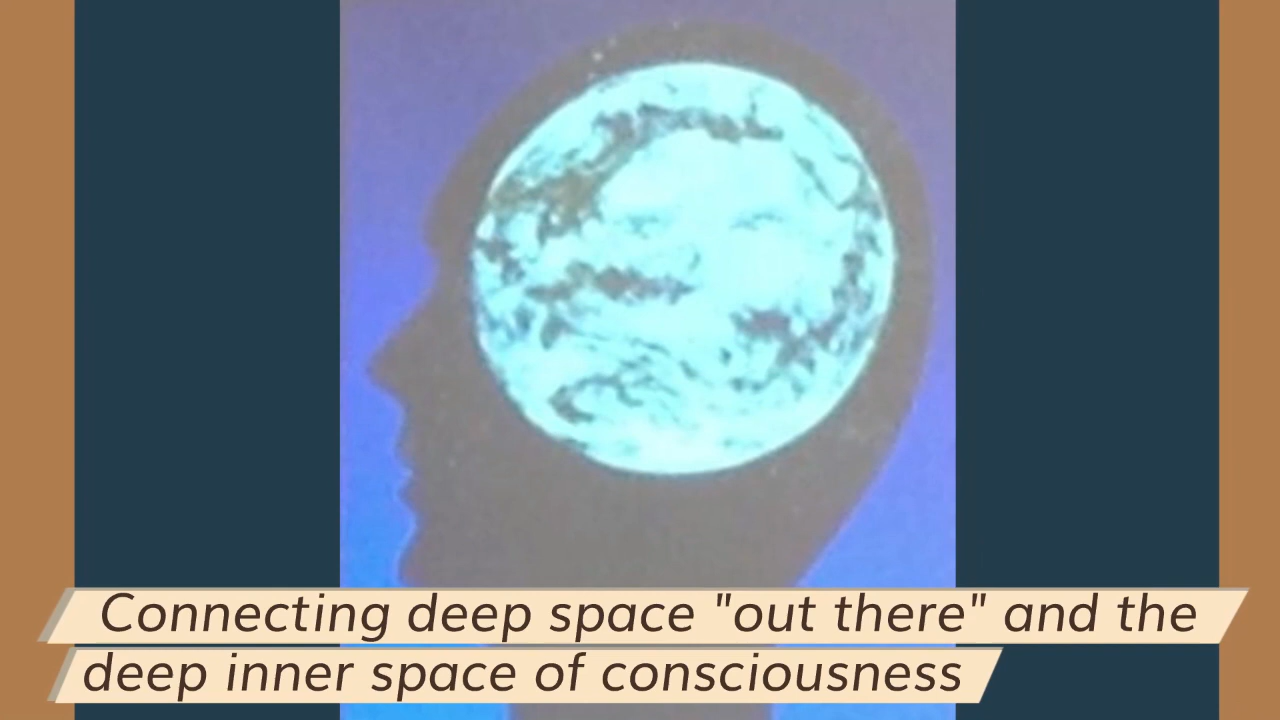 Connecting deep space "out there" and the
deep inner space of consciousness